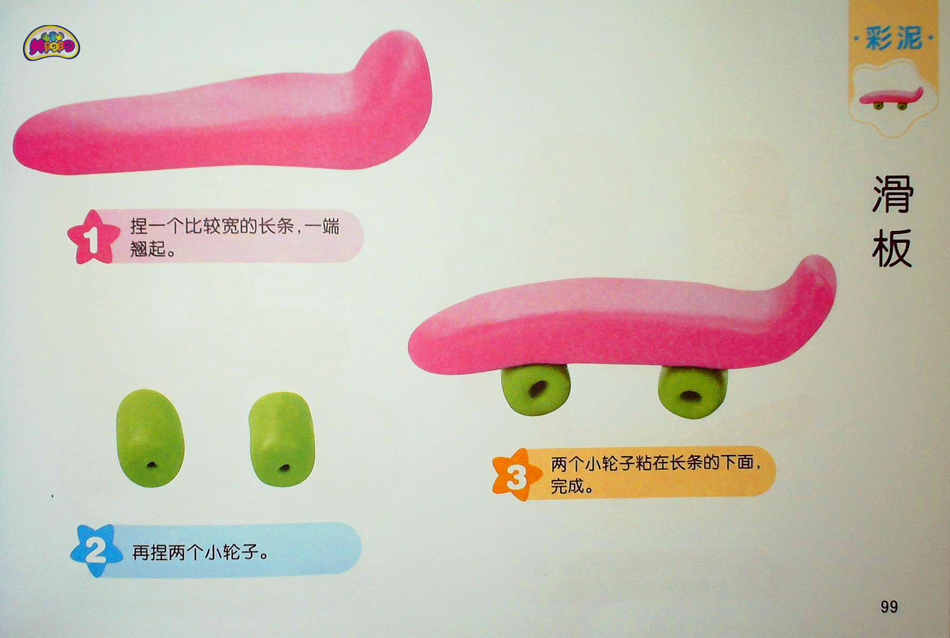 MPOPO
·彩泥·
滑板
1
捏一个比较宽的长条,一端
翘起。
2
再捏两个小轮子。
3
两个小轮子粘在长条的下面,
完成。
99